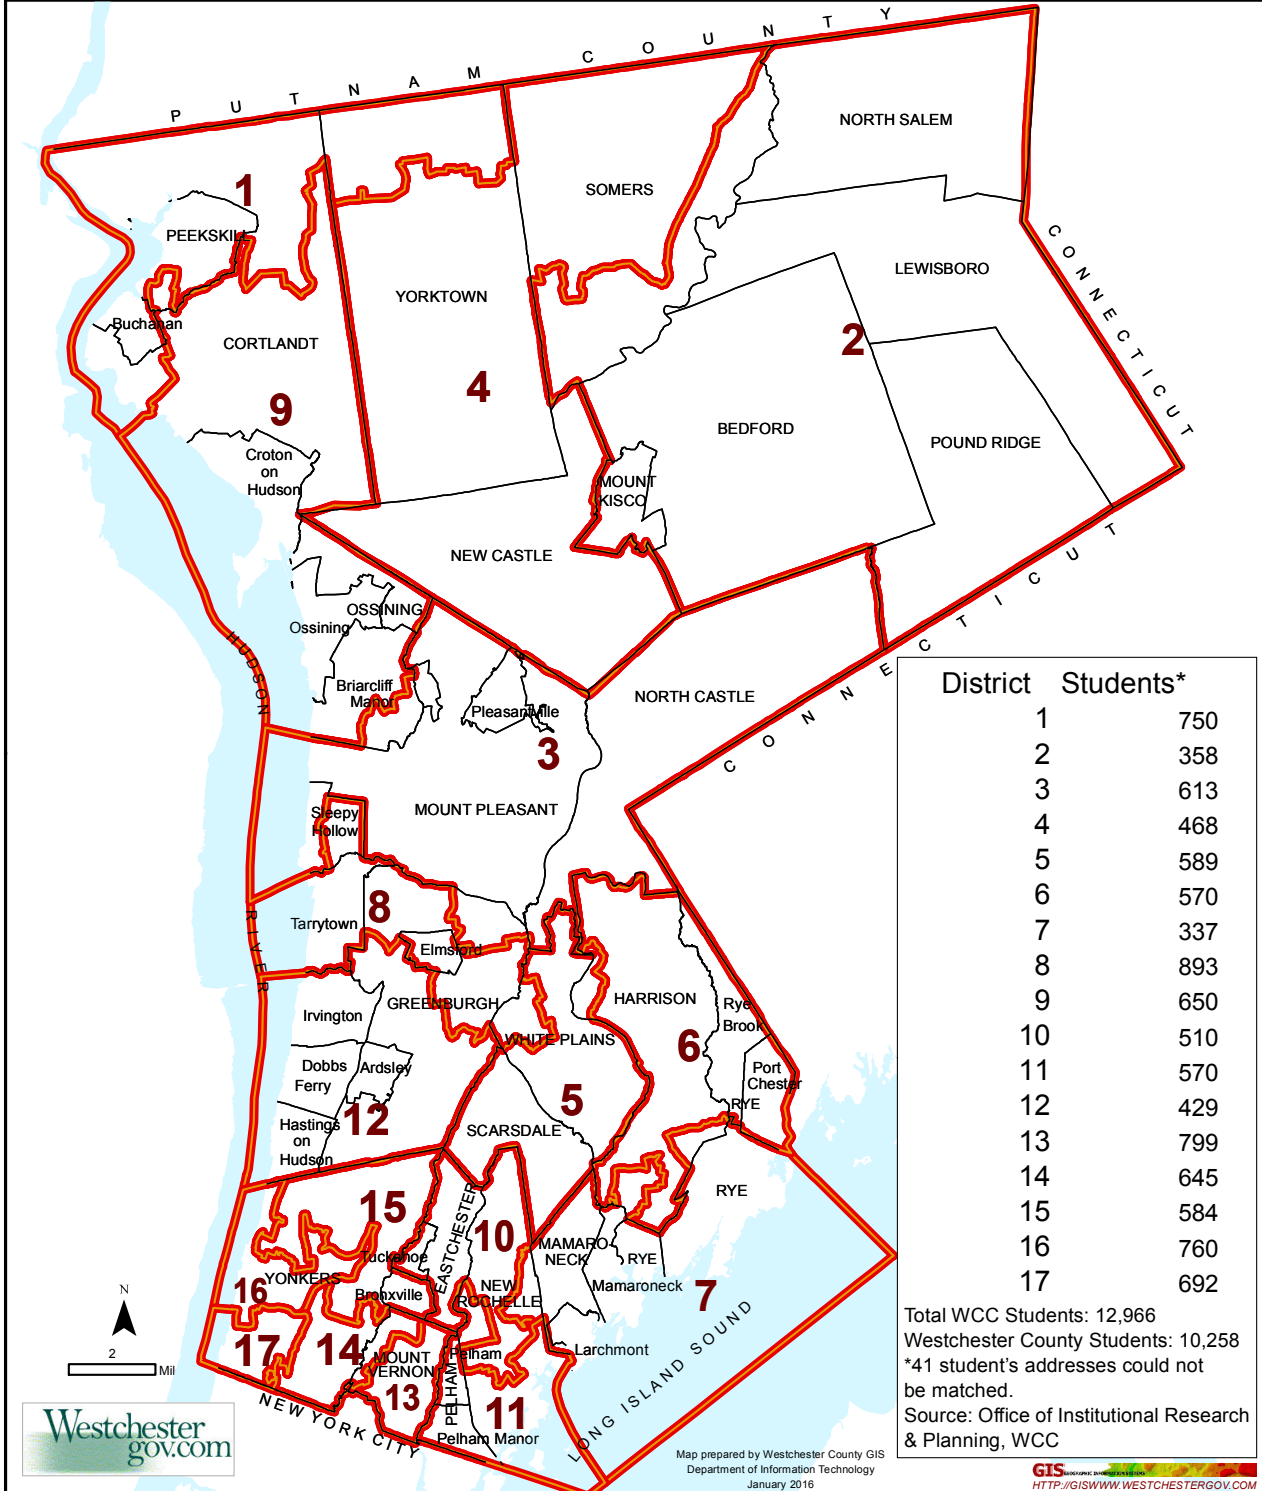 PUTNAM COUNTY
NORTH SALEM
SOMERS
1
PEEKSKILL
CONNECTICUT
LEWISBORO
YORKTOWN
Buchanan
CORTLANDT
2
4
9
BEDFORD
POUND RIDGE
Croton
on
Hudson
MOUNT
KISCO
NEW CASTLE
CONNECTICUT
OSSINING
Ossining
HUDSON
Briarcliff
Manor
NORTH CASTLE
Pleasantville
3
MOUNT PLEASANT
Sleepy
Hollow
8
Tarrytown
RIVER
Elmsford
GREENBURGH
HARRISON
Irvington
Rye
Brook
WHITE PLAINS
6
Dobbs
Ferry
Ardsley
Port
Chester
5
RYE
12
Hastings
on
Hudson
SCARSDALE
RYE
15
EASTCHESTER
10
Tuckahoe
MAMARO
NECK
RYE
YONKERS
Mamaroneck
16
Bronxville
NEW
ROCHELLE
7
17
14
MOUNT
VERNON
Pelham
Larchmont
13
PELHAM
11
Pelham Manor
LONG ISLAND SOUND
NEW YORK CITY
N
2
Mil
Westchester
gov.com
District Students*
1 750
2 358
3 613
4 468
5 589
6 570
7 337
8 893
9 650
10 510
11 570
12 429
13 799
14 645
15 584
16 760
17 692
Total WCC Students: 12,966
Westchester County Students: 10,258
*41 student's addresses could not
be matched.
Source: Office of Institutional Research
& Planning, WCC
Map prepared by Westchester County GIS
Department of Information Technology
January 2016
GIS GEOGRAPHIC INFORMATION SYSTEMS
HTTP://GISWWW.WESTCHESTERGOV.COM